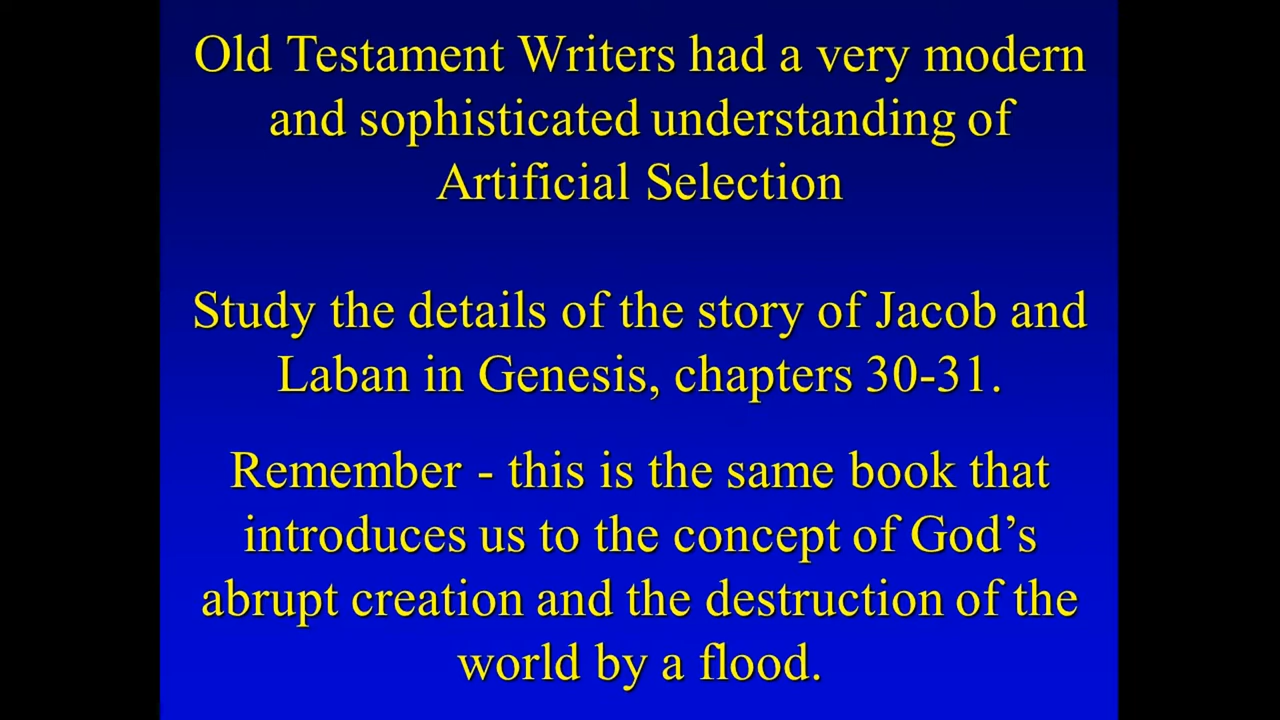 Old Testament Writers had a very modern
and sophisticated understanding of
Artificial Selection
Study the details of the story of Jacob and
Laban in Genesis, chapters 30-31.
Remember - this is the same book that
introduces us to the concept of God’s
abrupt creation and the destruction of the
world by a flood.